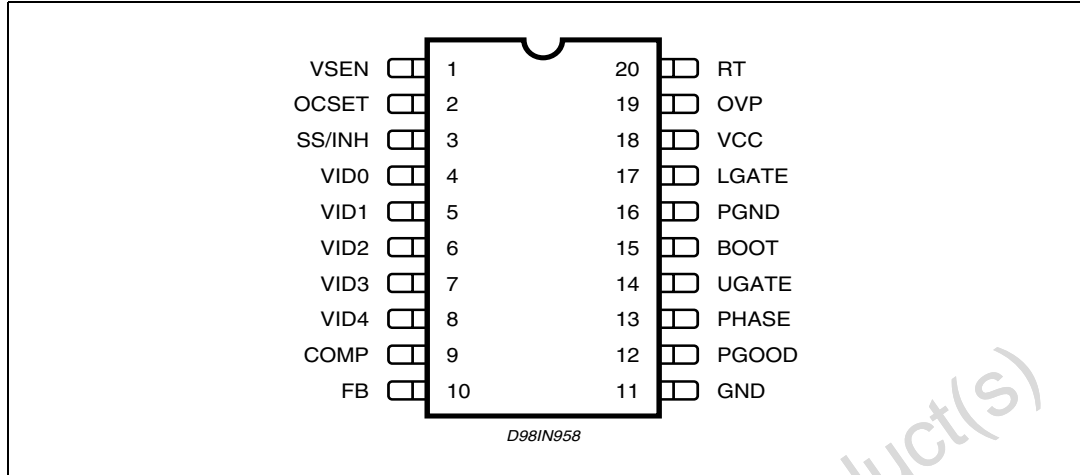 VSEN 1 20 RT
OCSET 2 19 OVP
SS/INH 3 18 VCC
VID0 4 17 LGATE
VID1 5 16 PGND
VID2 6 15 BOOT
VID3 7 14 UGATE
VID4 8 13 PHASE
COMP 9 12 PGOOD
FB 10 11 GND
D98IN958
uct(s)